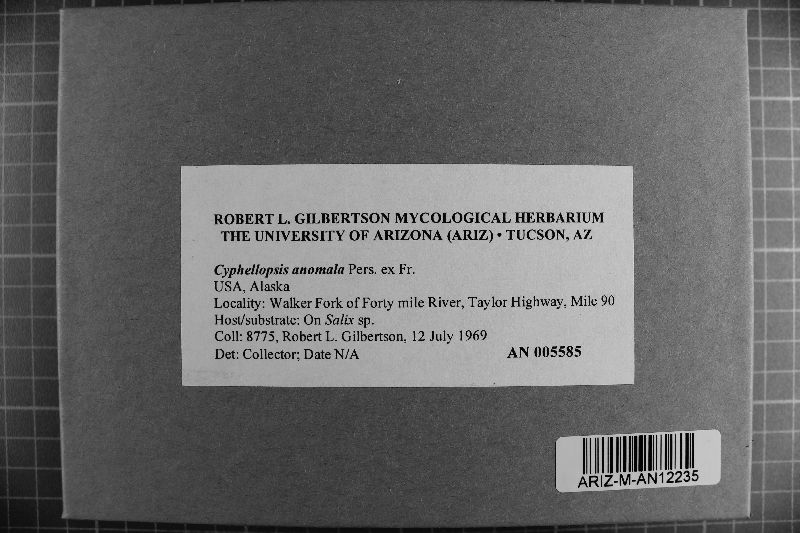 ROBERT L. GILBERTSON MYCOLOGICAL HERBARIUM
THE UNIVERSITY OF ARIZONA (ARIZ) • TUCSON, AZ
Cyphellopsis anomala Pers. ex Fr.
USA, Alaska
Locality: Walker Fork of Forty mile River, Taylor Highway, Mile 90
Host/substrate: On Salix sp.
Coll: 8775, Robert L. Gilbertson, 12 July 1969
Det: Collector; Date N/A AN 005585
ARIZ-M-AN12235